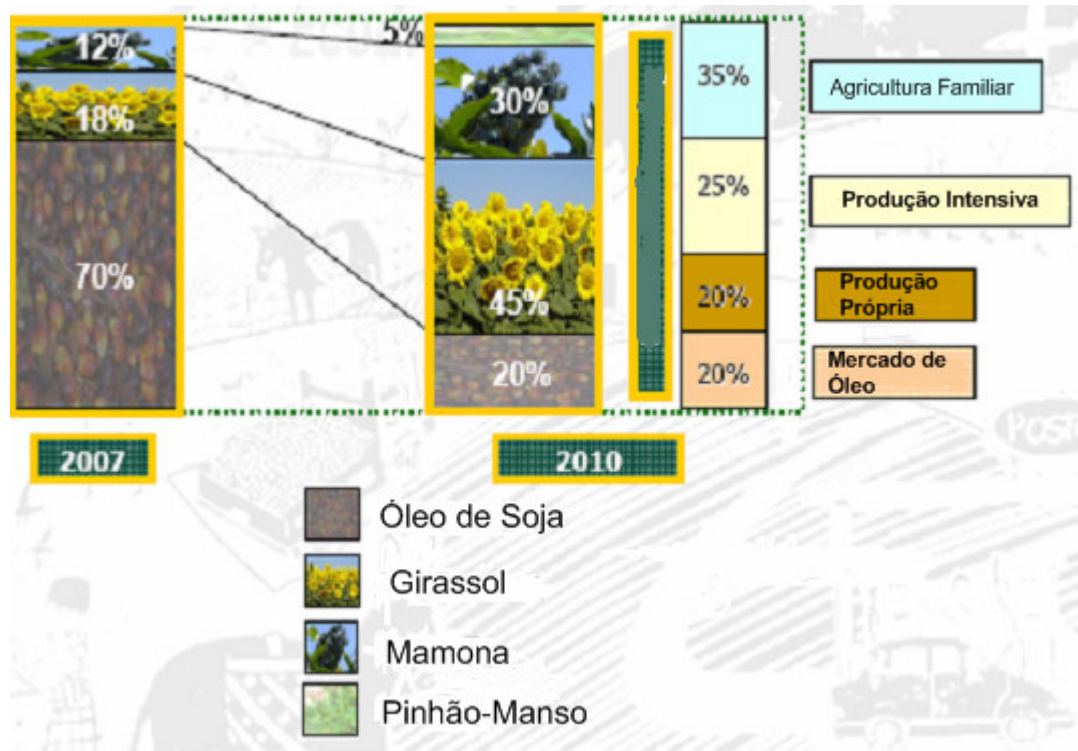 12%
18%
70%
5%
30%
45%
20%
35%
25%
20%
20%
Agricultura Familiar
Produção Intensiva
Produção
Própria
Mercado de
Óleo
2007
2010
Óleo de Soja
Girassol
Mamona
Pinhão-Manso